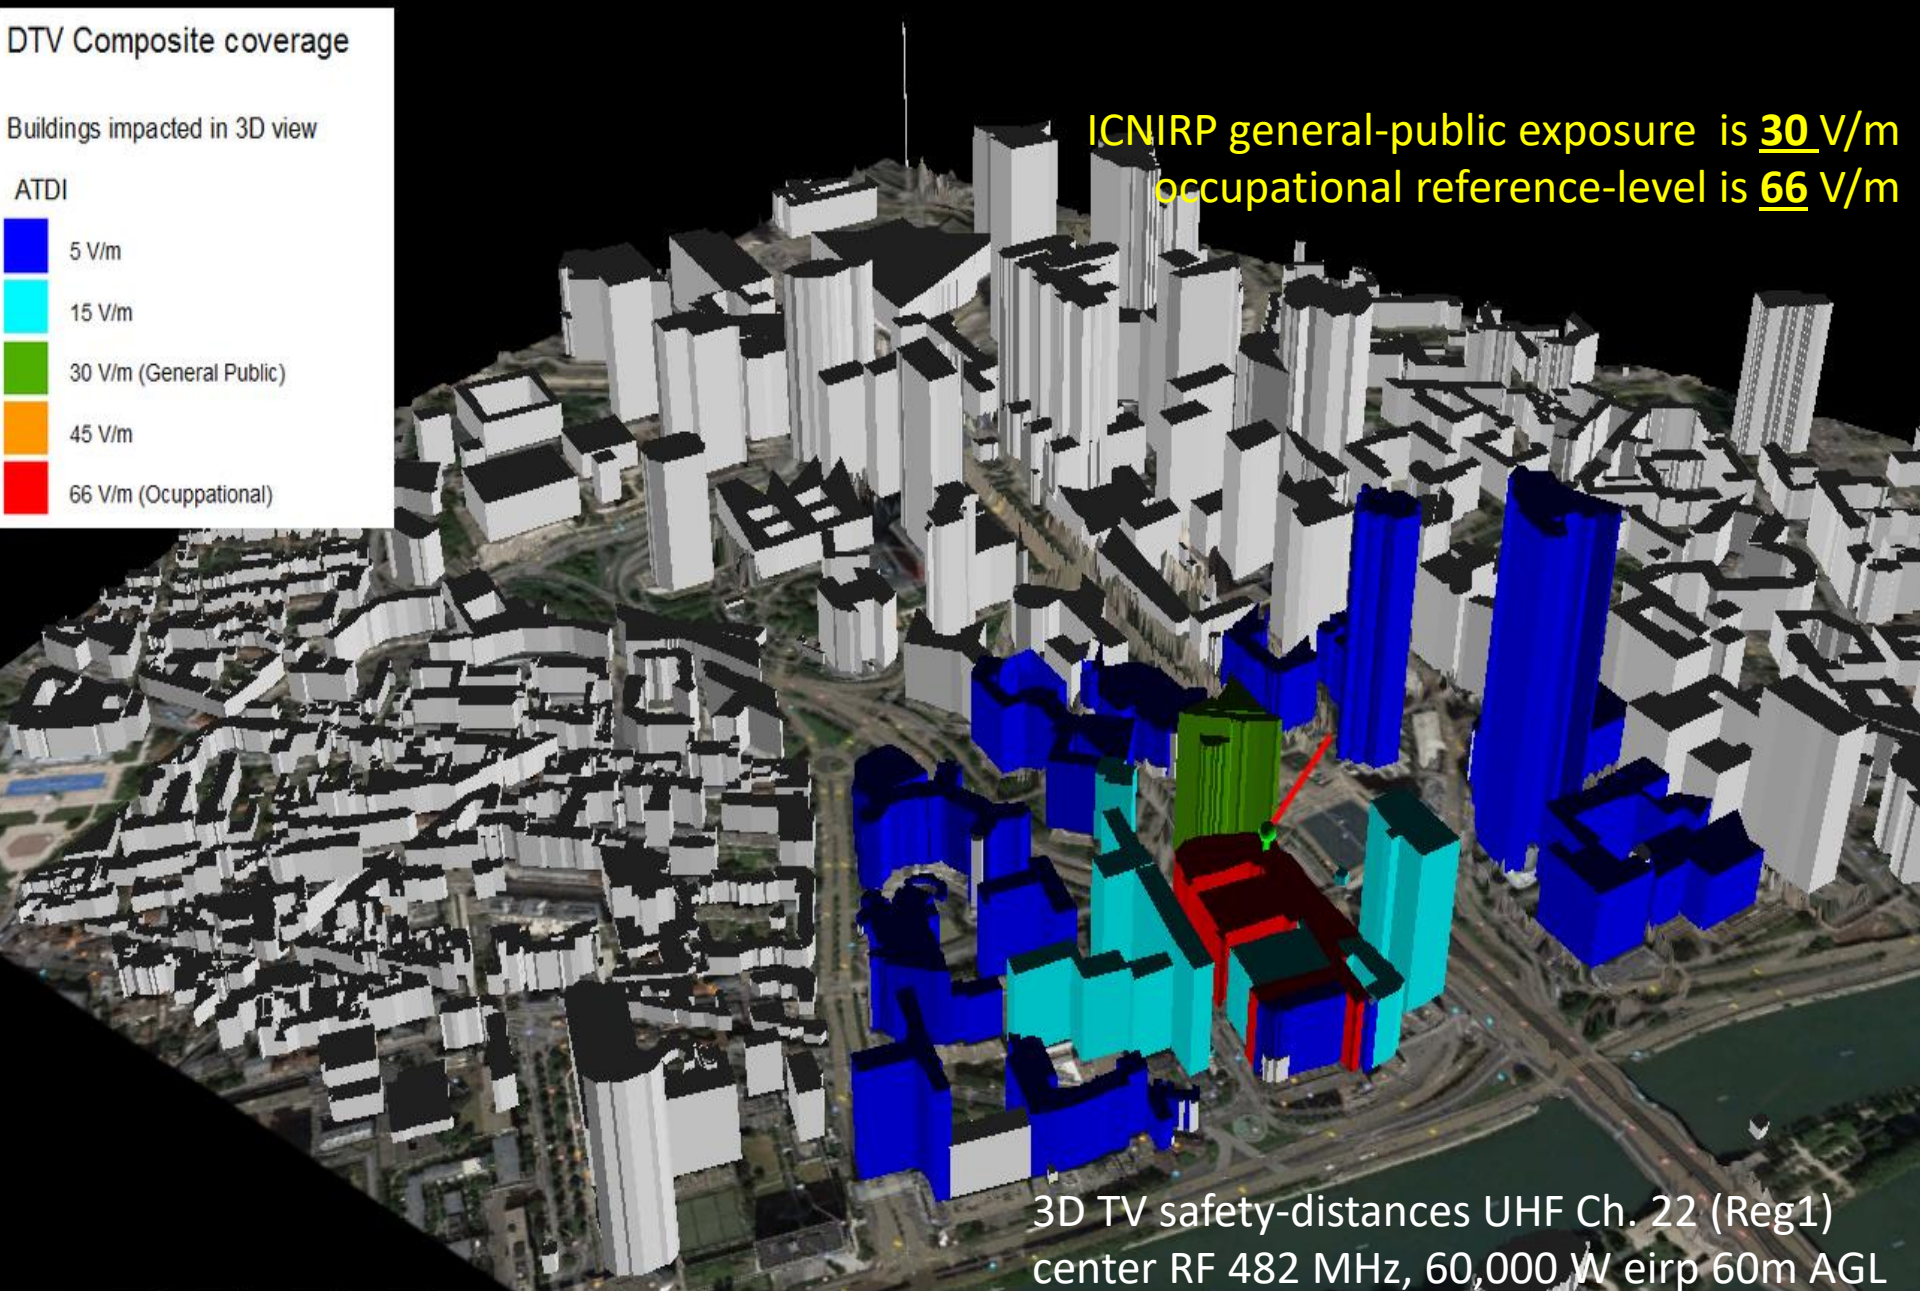 DTV Composite coverage
Buildings impacted in 3D view
ATDI
5 V/m
15 V/m
30 V/m (General Public)
45 V/m
66 V/m (Ocuppational)
ICNIRP general-public exposure is 30 V/m
occupational reference-level is 66 V/m
3D TV safety-distances UHF Ch. 22 (Reg1)
center RF 482 MHz, 60,000 W eirp 60m AGL